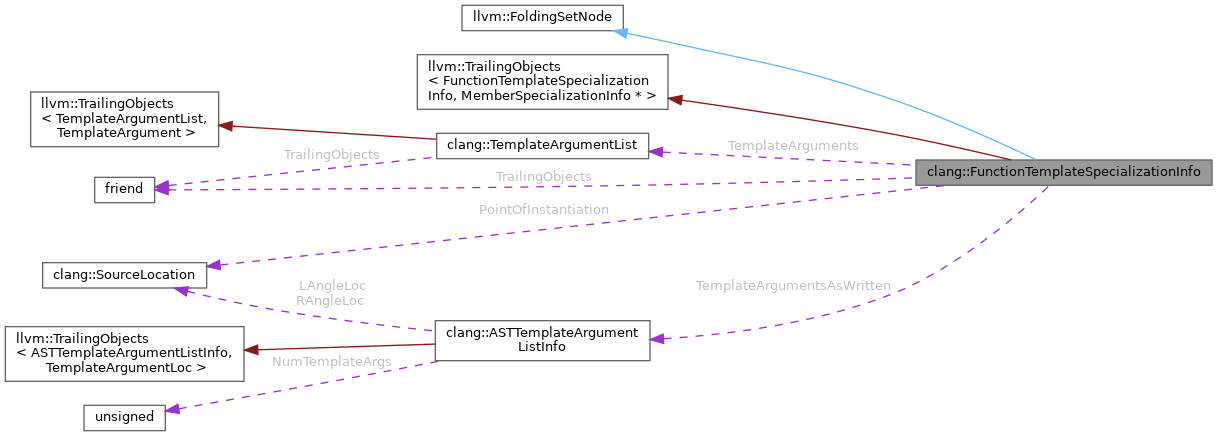 llvm::FoldingSetNode
llvm::TrailingObjects
< FunctionTemplateSpecialization
Info, MemberSpecializationInfo * >
llvm::TrailingObjects
< TemplateArgumentList,
TemplateArgument >
clang::TemplateArgumentList
TemplateArguments
TrailingObjects
clang::FunctionTemplateSpecializationInfo
friend
TrailingObjects
PointOfInstantiation
clang::SourceLocation
LAngleLoc
RAngleLoc
TemplateArgumentsAsWritten
llvm::TrailingObjects
< ASTTemplateArgumentListInfo,
TemplateArgumentLoc >
clang::ASTTemplateArgument
ListInfo
NumTemplateArgs
unsigned